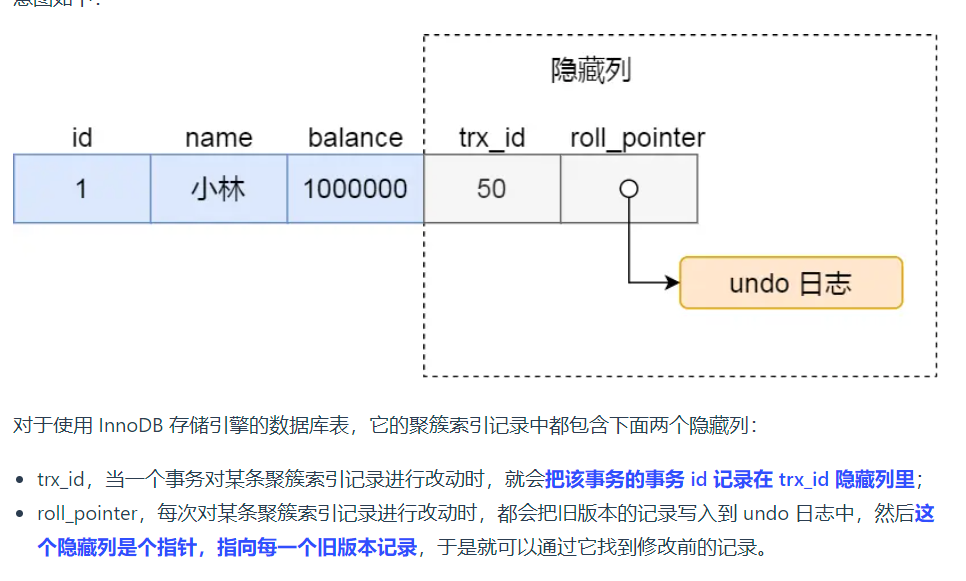 隐藏列
id name balance trx_id roll_pointer
1 小林 1000000 50
undo 日志
对于使用 InnoDB 存储引擎的数据库表，它的聚簇索引记录中都包含下面两个隐藏列：
• trx_id，当一个事务对某条聚簇索引记录进行改动时，就会把该事务的事务 id 记录在 trx_id 隐藏列里；
• roll_pointer，每次对某条聚簇索引记录进行改动时，都会把旧版本的记录写入到 undo 日志中，然后这
个隐藏列是个指针，指向每一个旧版本记录，于是就可以通过它找到修改前的记录。